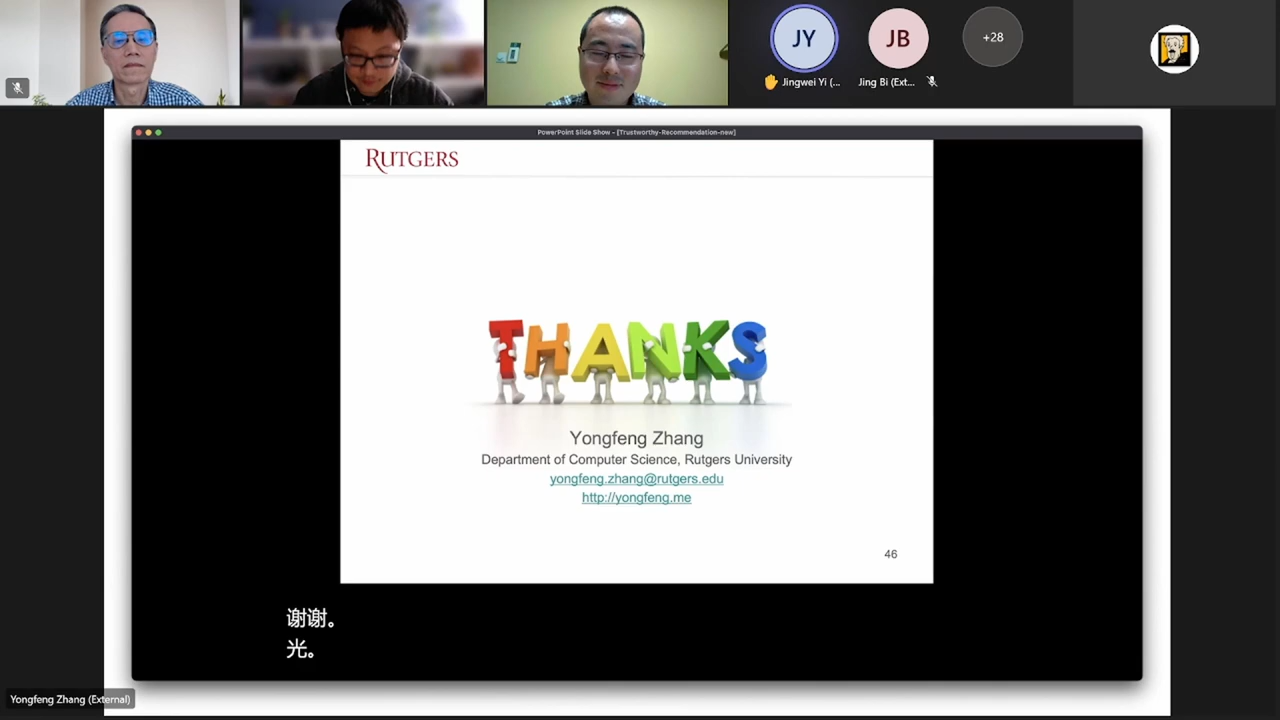 JY
JB
+28
Jingwei Yi (...
Jing Bi (Ext...
PowerPoint Slide Show - [Trustworthy-Recommendation-new]
RUTGERS
THANKS
Yongfeng Zhang
Department of Computer Science, Rutgers University
yongfeng.zhang@rutgers.edu
http://yongfeng.me
46
谢谢。
光。
Yongfeng Zhang (External)